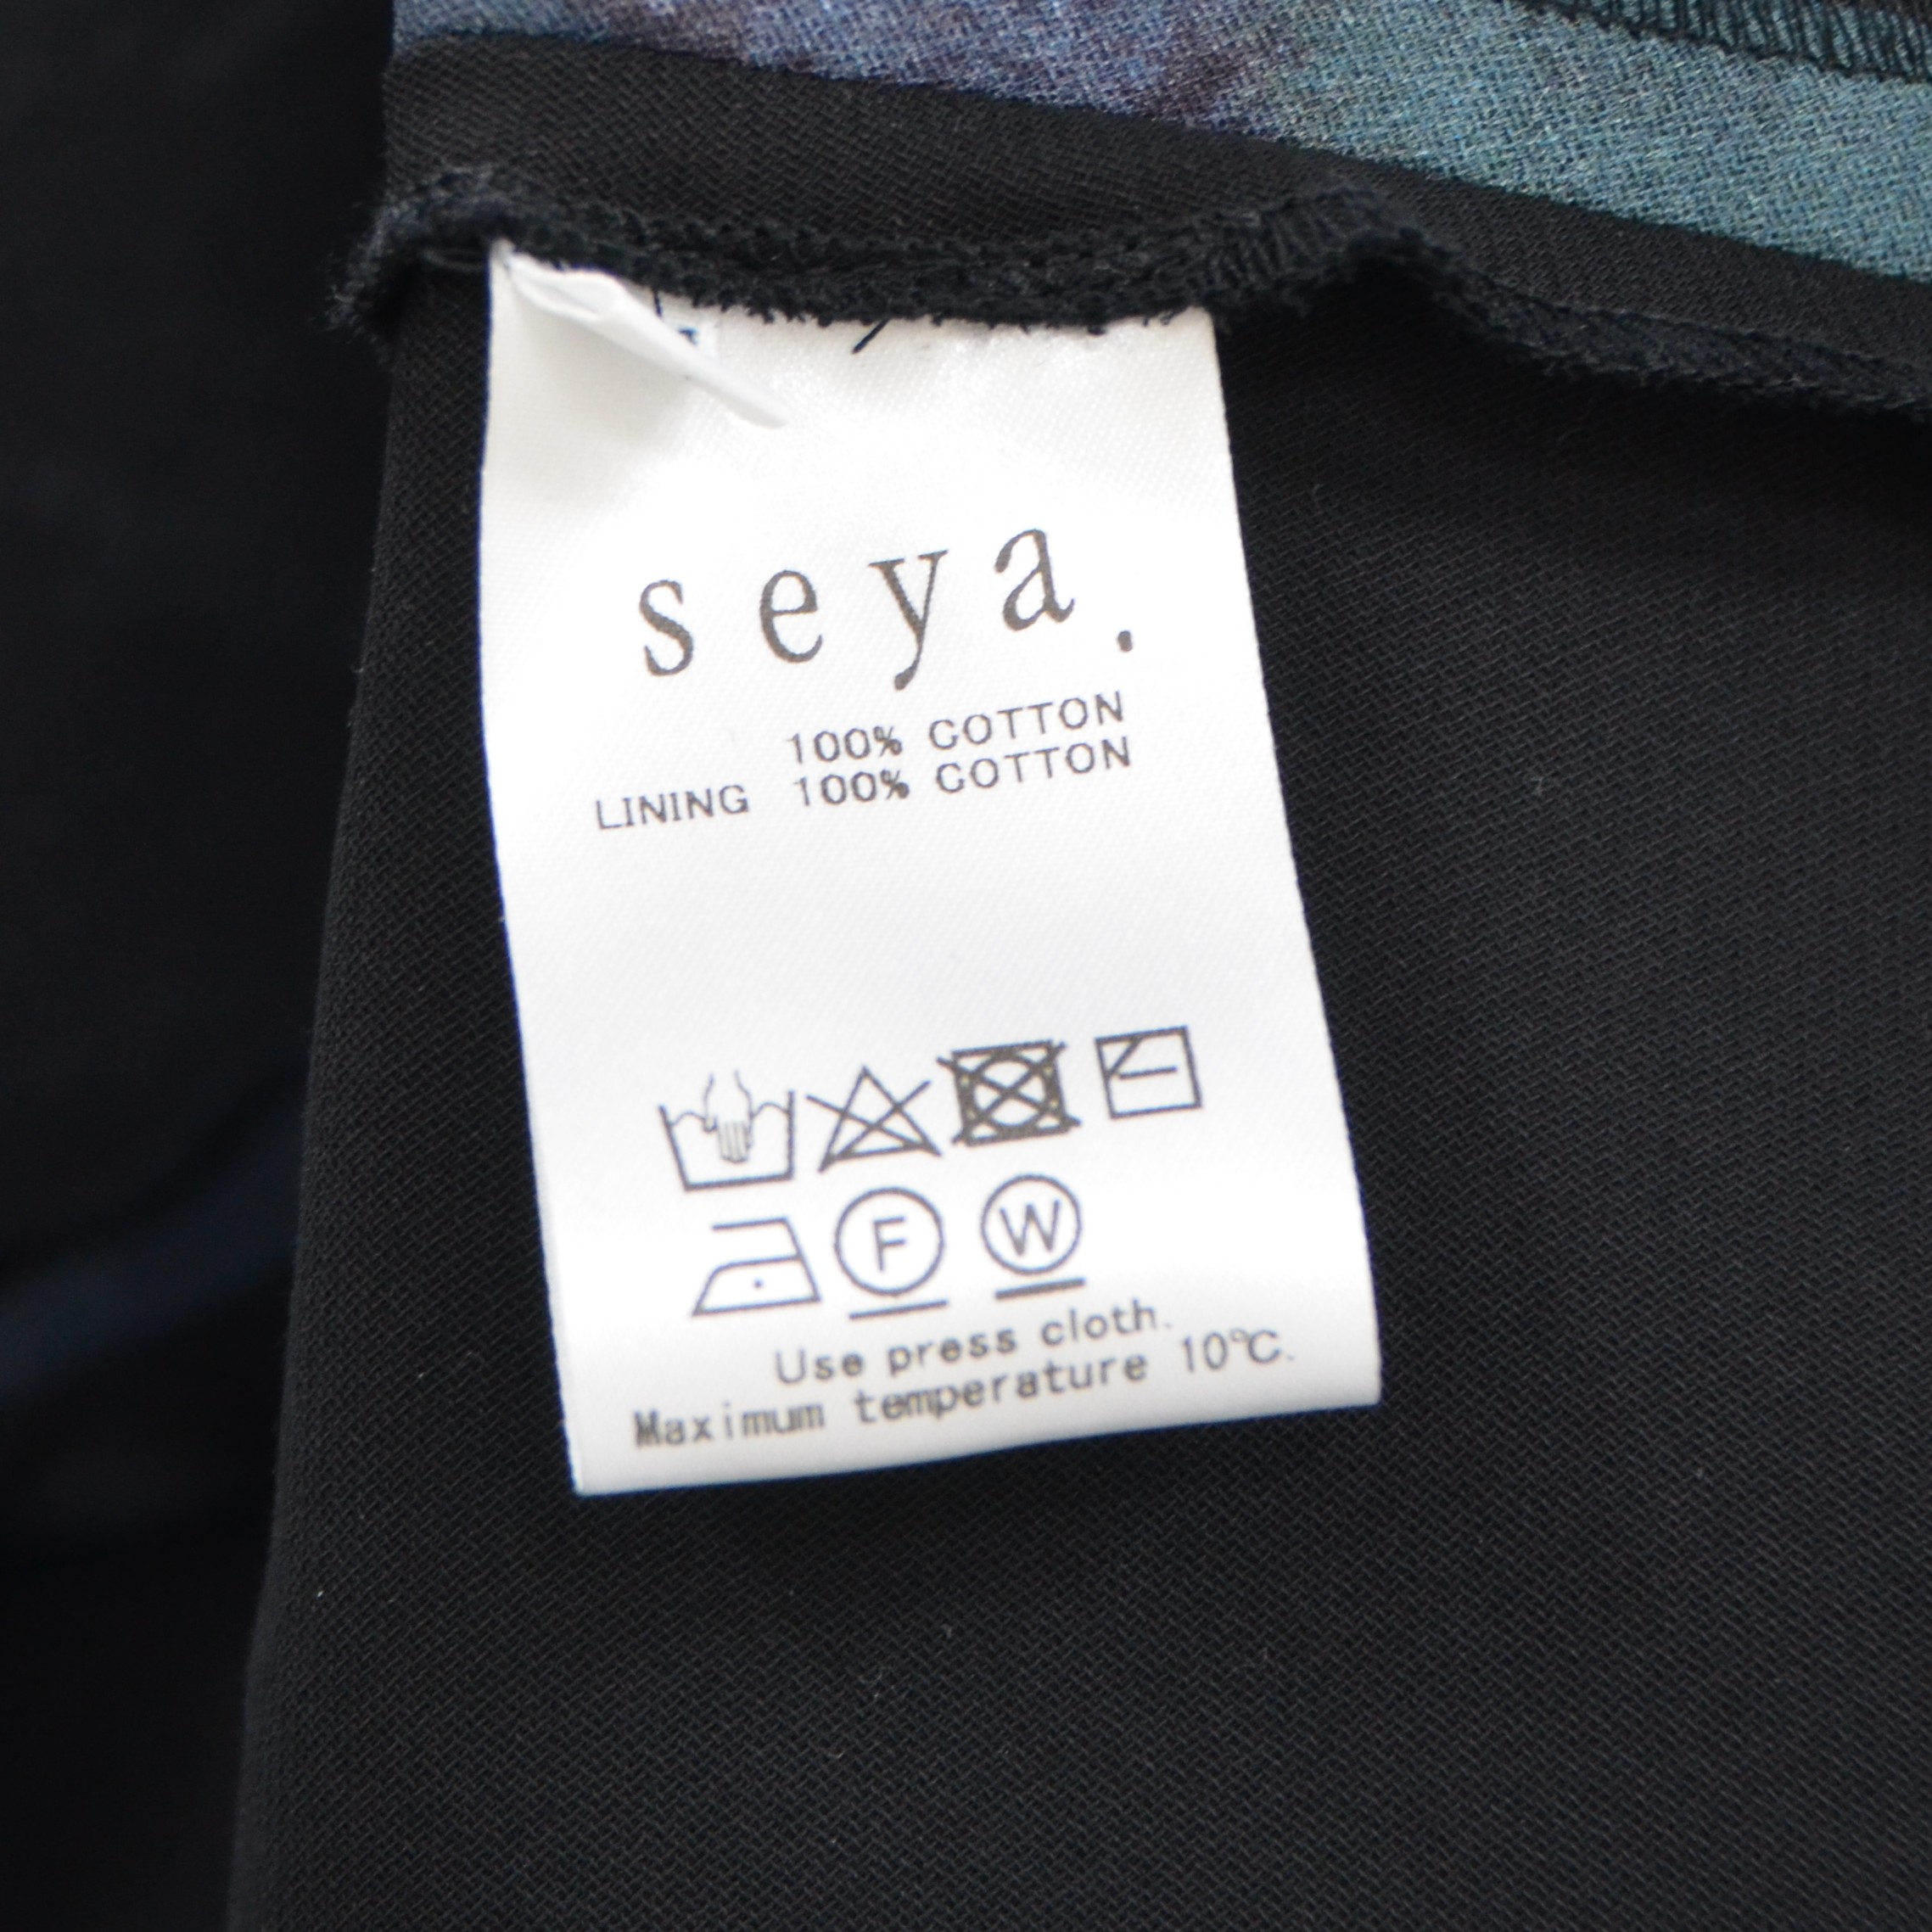 seya.
100% COTTON
LINING 100% COTTON
F W
Use press cloth.
Maximum temperature 10℃.